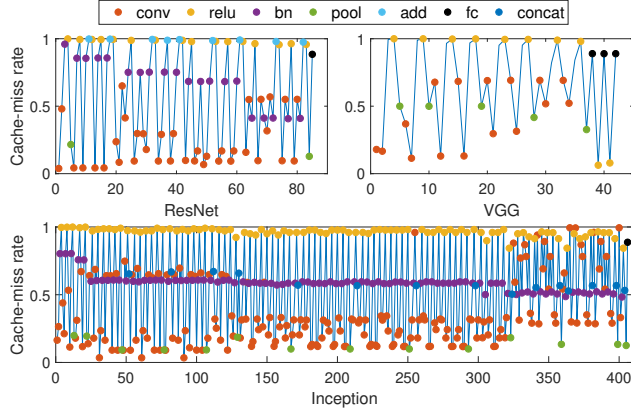 conv relu bn pool add fc concat
Cache-miss rate
1
0.5
0
0 20 40 60 80
ResNet
1
0.5
0
0 10 20 30 40
VGG
Cache-miss rate
1
0.5
0
0 50 100 150 200 250 300 350 400
Inception